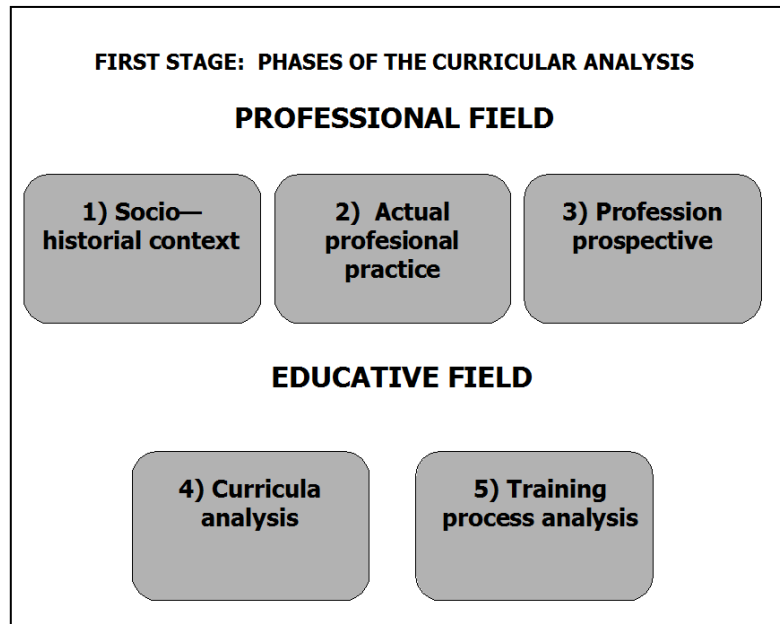 FIRST STAGE:  PHASES OF THE CURRICULAR ANALYSIS
PROFESSIONAL FIELD
1) Socio—
historial context
2)  Actual
profesional
practice
3) Profession
prospective
EDUCATIVE FIELD
4) Curricula
analysis
5) Training
process analysis